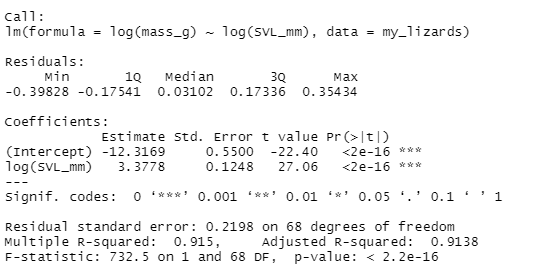 Call:
lm(formula = log(mass_g) ~ log(SVL_mm), data = my_lizards)
Residuals:
Min 1Q Median 3Q Max
-0.39828 -0.17541 0.03102 0.17336 0.35434
Coefficients:
Estimate Std. Error t value Pr(>|t|)
(Intercept) -12.3169 0.5500 -22.40 <2e-16 ***
log(SVL_mm) 3.3778 0.1248 27.06 <2e-16 ***
---
Signif. codes: 0 ‘***’ 0.001 ‘**’ 0.01 ‘*’ 0.05 ‘.’ 0.1 ‘ ’ 1
Residual standard error: 0.2198 on 68 degrees of freedom
Multiple R-squared: 0.915, Adjusted R-squared: 0.9138
F-statistic: 732.5 on 1 and 68 DF, p-value: < 2.2e-16